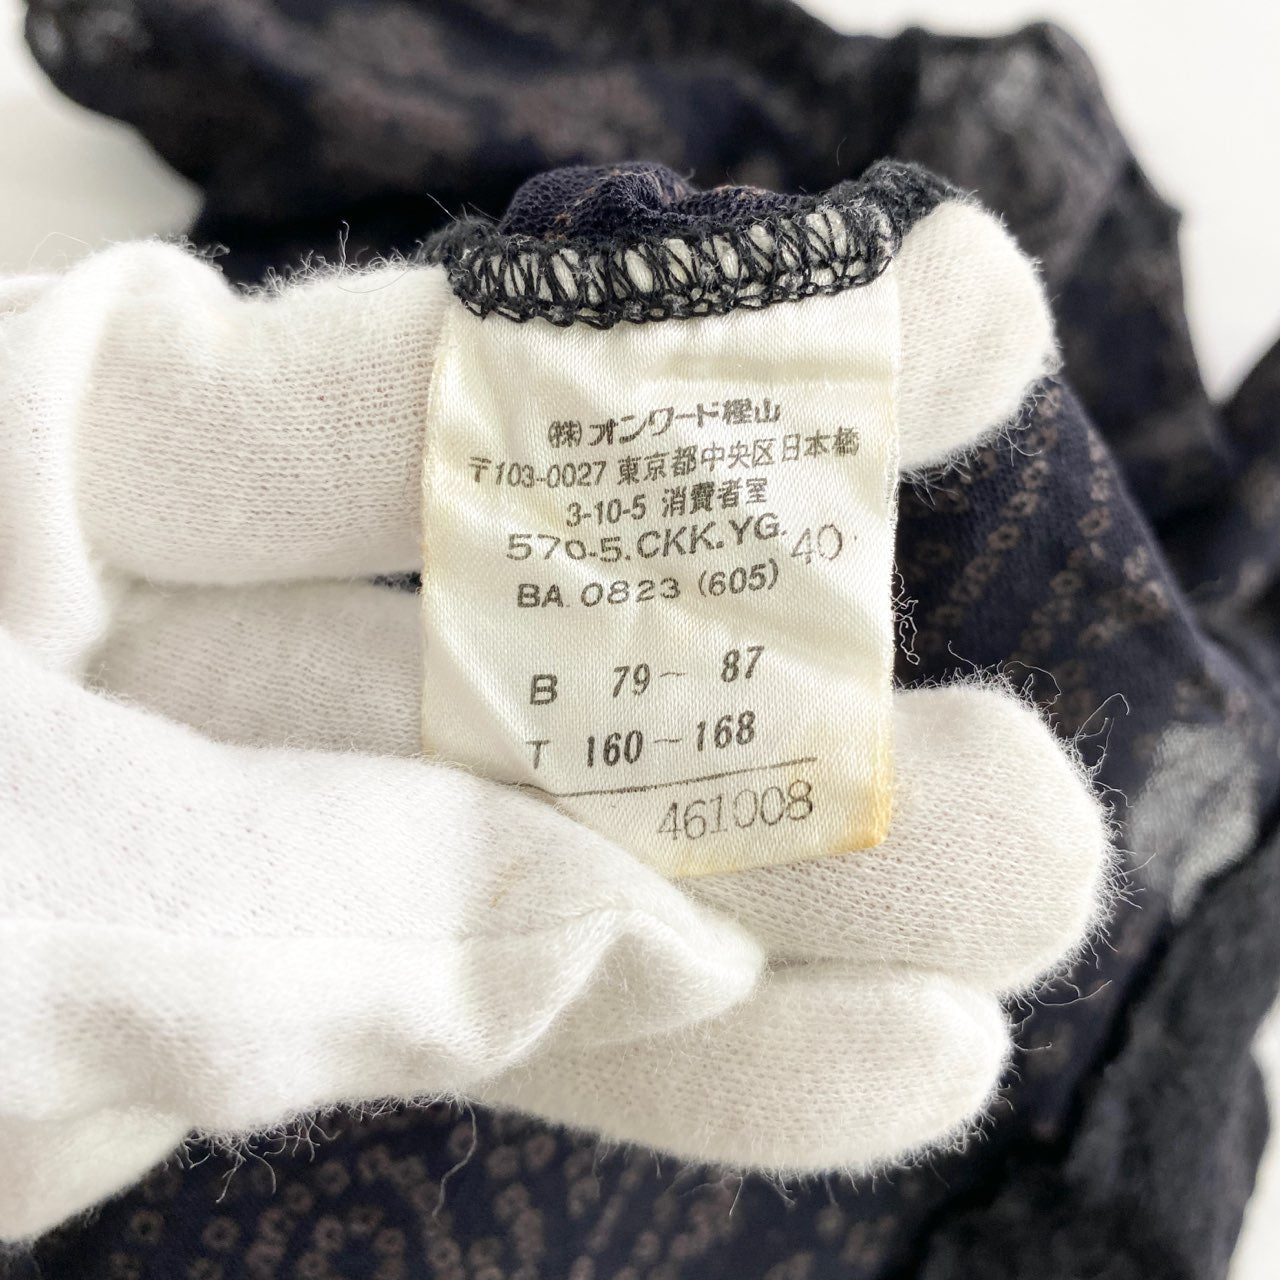 (株)オンワード樫山
〒103-0027 東京都中央区日本橋
3-10-5 消費者室
570-5.CKK.YG. 40
BA 0823 (605)
B 79~ 87
T 160~168
461008